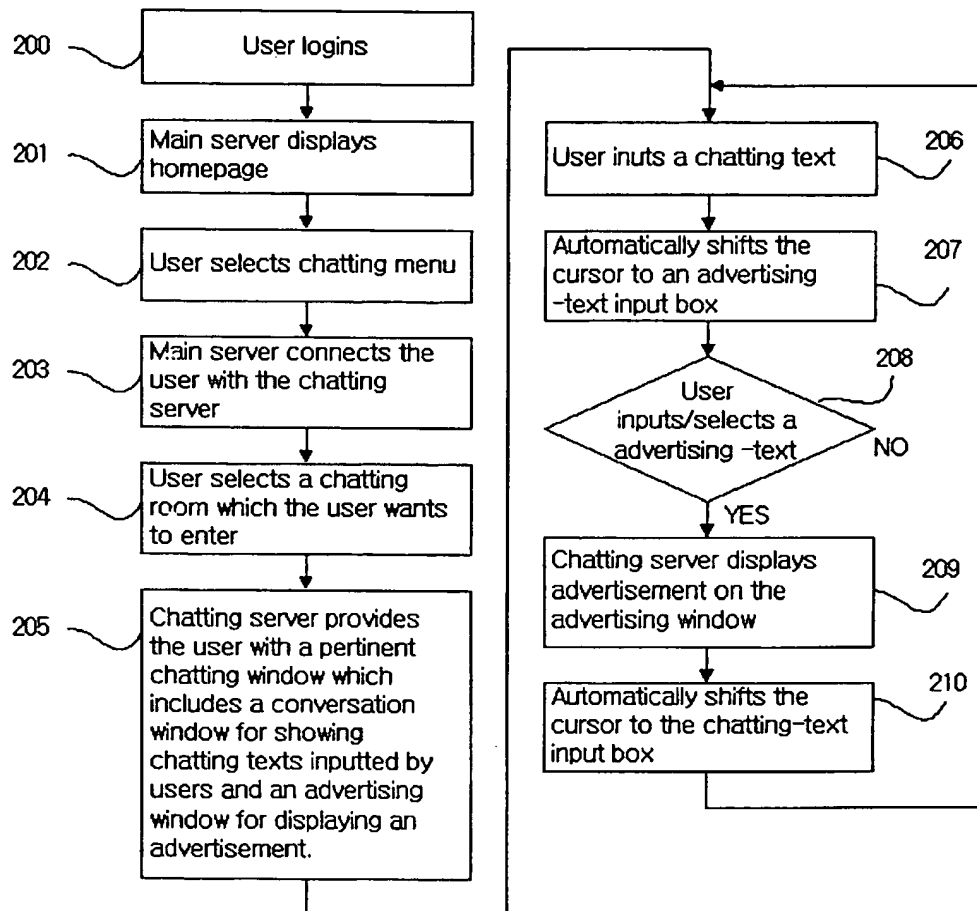 200
User logins
201
Main server displays
homepage
202
User selects chatting menu
203
Main server connects the
user with the chatting
server
204
User selects a chatting
room which the user wants
to enter
205
Chatting server provides
the user with a pertinent
chatting window which
includes a conversation
window for showing
chatting texts inputted by
users and an advertising
window for displaying an
advertisement.
User inuts a chatting text
206
Automatically shifts the
cursor to an advertising
-text input box
207
User
inputs/selects a
advertising -text
208
NO
YES
Chatting server displays
advertisement on the
advertising window
209
Automatically shifts the
cursor to the chatting-text
input box
210